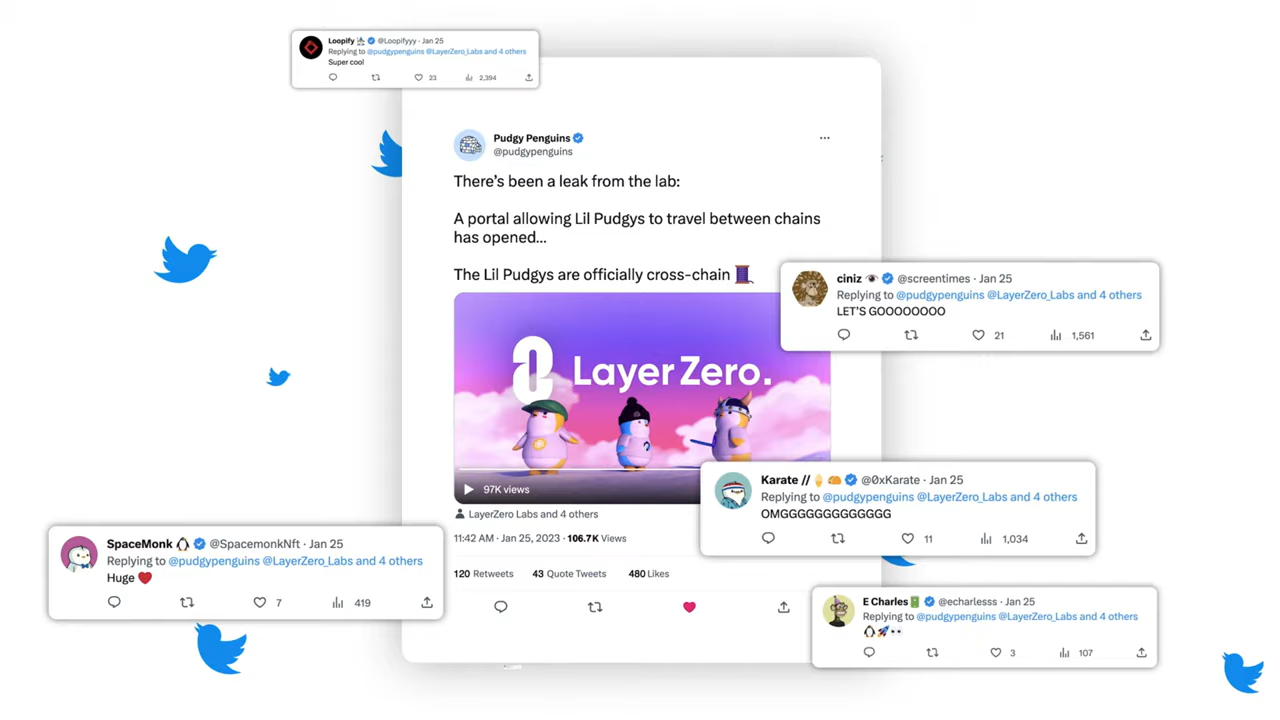 Loopify @Loopifyyy · Jan 25
Replying to @pudgypenguins @LayerZero_Labs and 4 others
Super cool
23 2,394
Pudgy Penguins
@pudgypenguins
There's been a leak from the lab:
A portal allowing Lil Pudgys to travel between chains
has opened...
The Lil Pudgys are officially cross-chain 🧵
LayerZero.
97K views
LayerZero Labs and 4 others
11:42 AM · Jan 25, 2023 · 106.7K Views
120 Retweets 43 Quote Tweets 480 Likes
ciniz 👁️ @screentimes · Jan 25
Replying to @pudgypenguins @LayerZero_Labs and 4 others
LET'S GOOOOOOOO
21 1,561
Karate // 🍦 🌮 @0xKarate · Jan 25
Replying to @pudgypenguins @LayerZero_Labs and 4 others
OMGGGGGGGGGGGGG
11 1,034
SpaceMonk 🐧 @SpacemonkNft · Jan 25
Replying to @pudgypenguins @LayerZero_Labs and 4 others
Huge ❤️
7 419
E Charles @echarlesss · Jan 25
Replying to @pudgypenguins @LayerZero_Labs and 4 others
🐧🚀👀
3 107